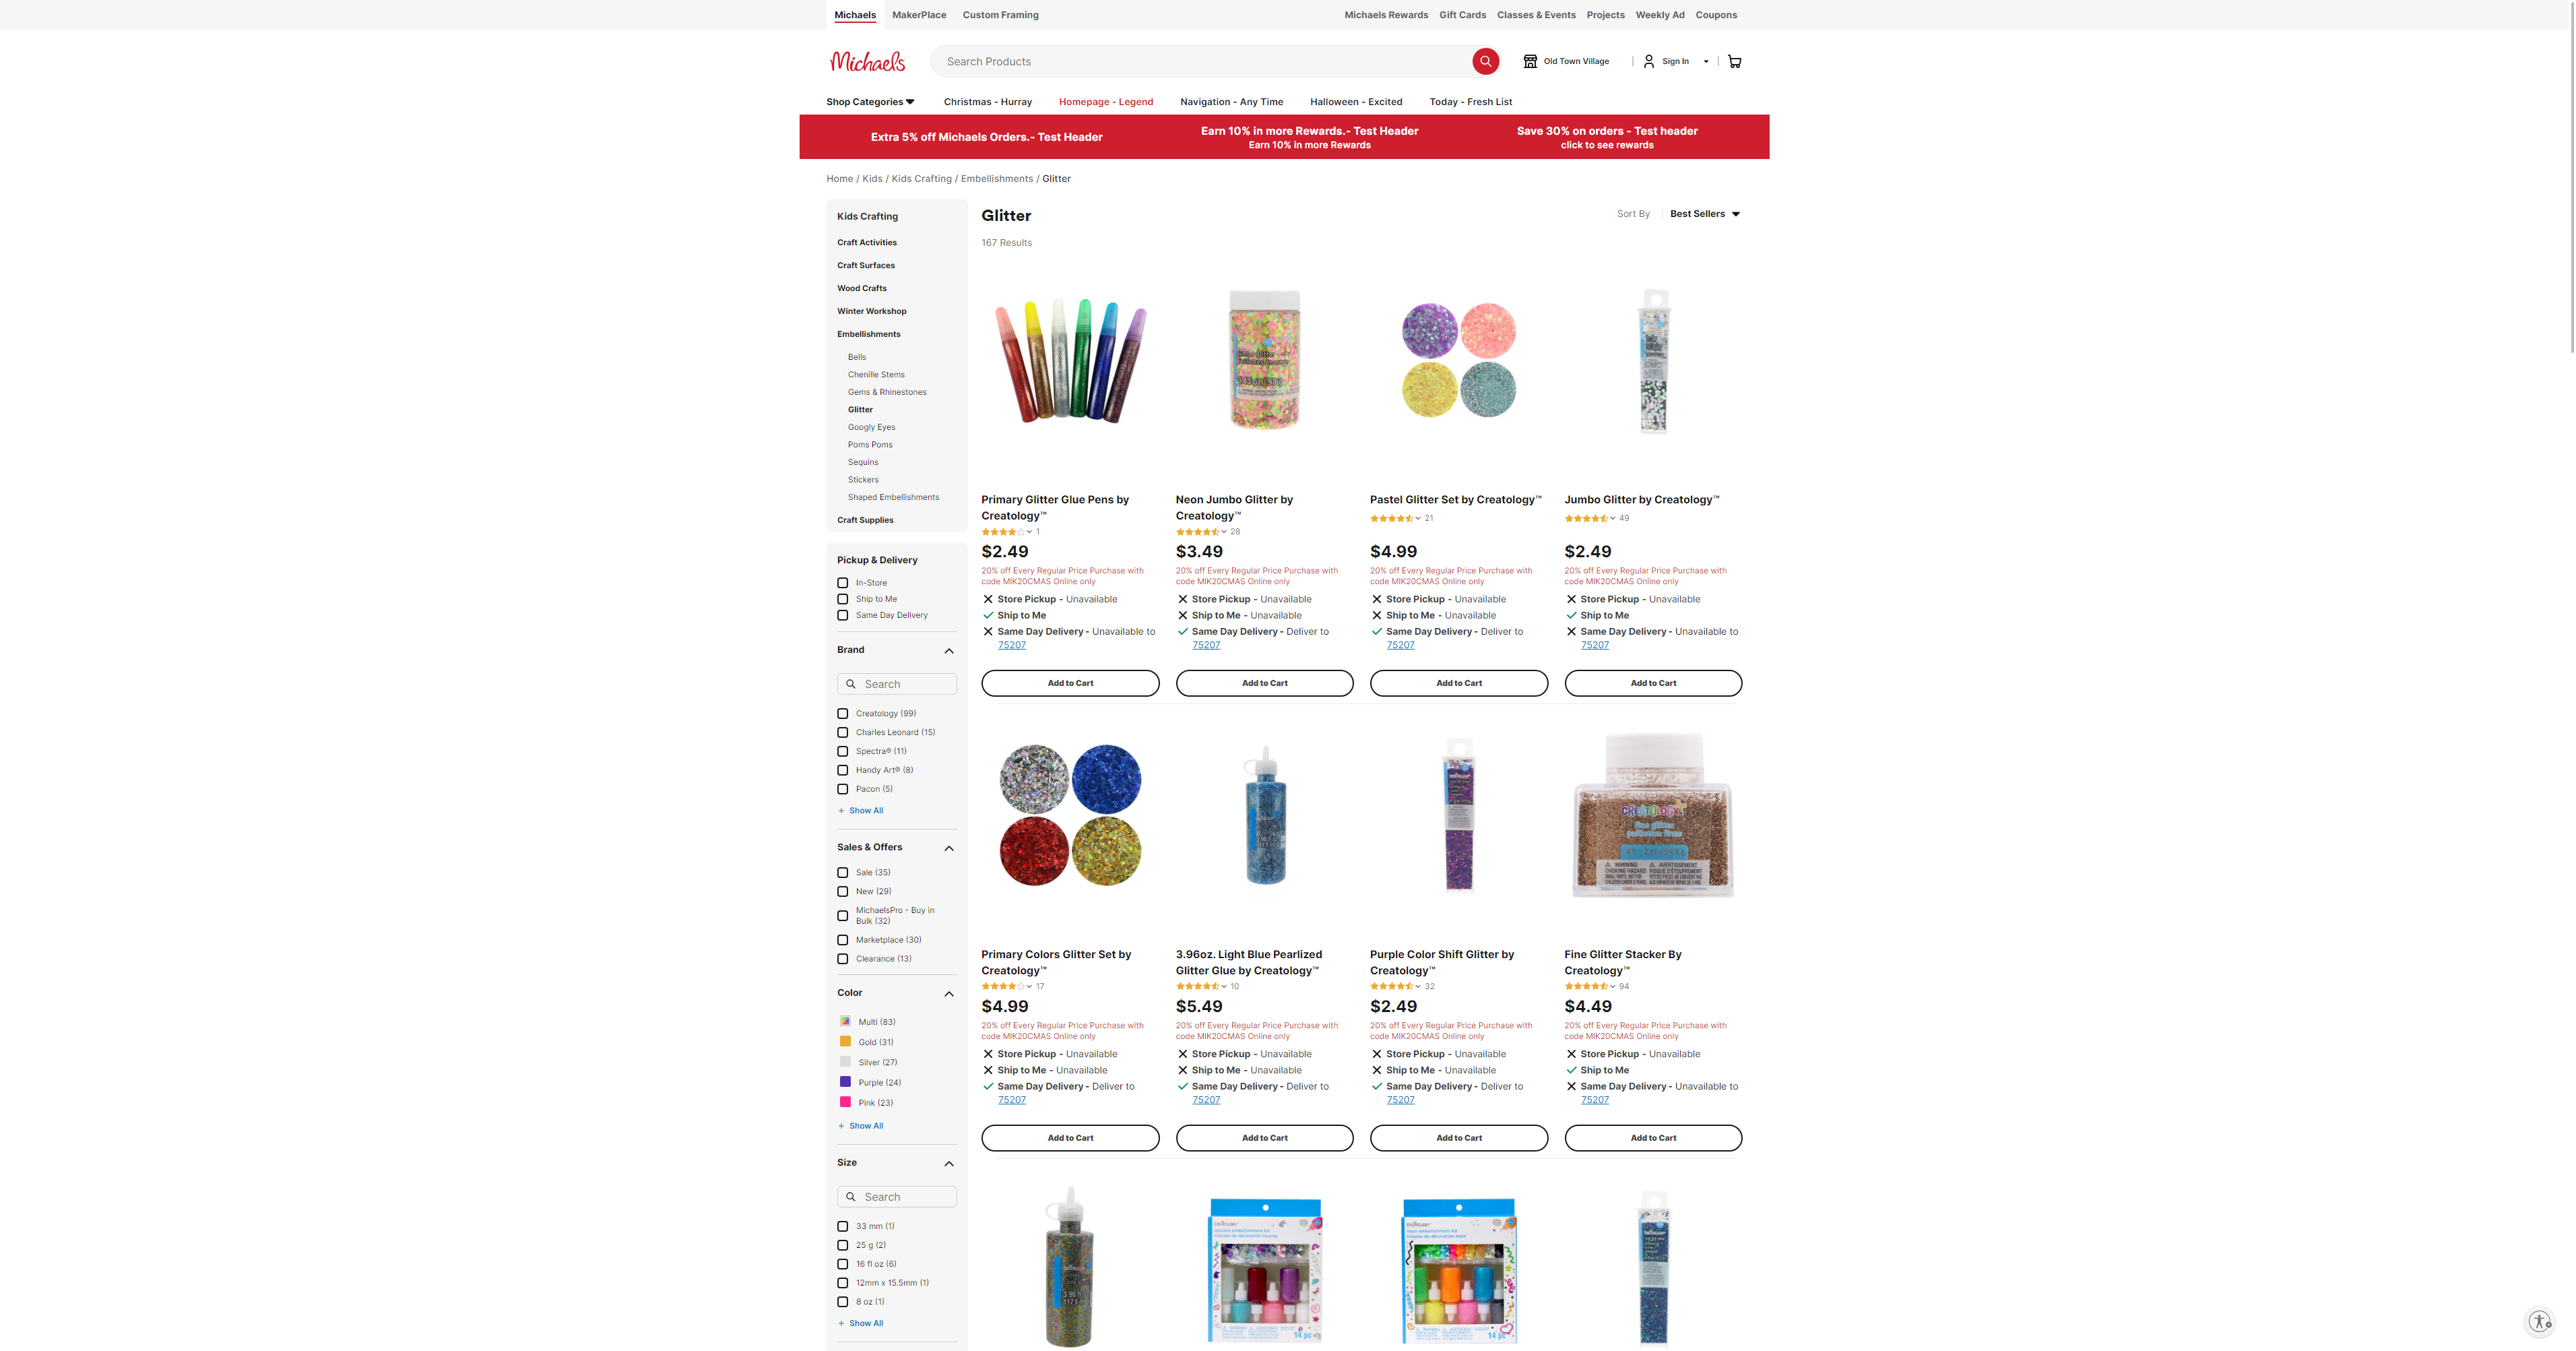 Michaels MakerPlace Custom Framing
Michaels Rewards Gift Cards Classes & Events Projects Weekly Ad Coupons
Michaels
Search Products
Old Town Village
Sign In
Shop Categories Christmas - Hurray Homepage - Legend Navigation - Any Time Halloween - Excited Today - Fresh List
Extra 5% off Michaels Orders.- Test Header
Earn 10% in more Rewards.- Test Header
Earn 10% in more Rewards
Save 30% on orders - Test header
click to see rewards
Home / Kids / Kids Crafting / Embellishments / Glitter
Kids Crafting
Craft Activities
Craft Surfaces
Wood Crafts
Winter Workshop
Embellishments
Bells
Chenille Stems
Gems & Rhinestones
Glitter
Googly Eyes
Poms Poms
Sequins
Stickers
Shaped Embellishments
Craft Supplies
Pickup & Delivery
In-Store
Ship to Me
Same Day Delivery
Brand
Search
Creatology (99)
Charles Leonard (15)
Spectra® (11)
Handy Art® (8)
Pacon (5)
+ Show All
Sales & Offers
Sale (35)
New (29)
MichaelsPro - Buy in
Bulk (32)
Marketplace (30)
Clearance (13)
Color
Multi (83)
Gold (31)
Silver (27)
Purple (24)
Pink (23)
+ Show All
Size
Search
33 mm (1)
25 g (2)
16 fl oz (6)
12mm x 15.5mm (1)
8 oz (1)
+ Show All
Glitter
167 Results
Sort By Best Sellers
Primary Glitter Glue Pens by
Creatology™
1
$2.49
20% off Every Regular Price Purchase with
code MIK20CMAS Online only
Store Pickup - Unavailable
Ship to Me
Same Day Delivery - Unavailable to
75207
Add to Cart
Neon Jumbo Glitter by
Creatology™
28
$3.49
20% off Every Regular Price Purchase with
code MIK20CMAS Online only
Store Pickup - Unavailable
Ship to Me - Unavailable
Same Day Delivery - Deliver to
75207
Add to Cart
Pastel Glitter Set by Creatology™
21
$4.99
20% off Every Regular Price Purchase with
code MIK20CMAS Online only
Store Pickup - Unavailable
Ship to Me - Unavailable
Same Day Delivery - Deliver to
75207
Add to Cart
Jumbo Glitter by Creatology™
49
$2.49
20% off Every Regular Price Purchase with
code MIK20CMAS Online only
Store Pickup - Unavailable
Ship to Me
Same Day Delivery - Unavailable to
75207
Add to Cart
CREATOLOGY
fine glitter
paillettes fines
WARNING
CHOKING HAZARD
AVERTISSEMENT
RISQUE D'ÉTOUFFEMENT
Primary Colors Glitter Set by
Creatology™
17
$4.99
20% off Every Regular Price Purchase with
code MIK20CMAS Online only
Store Pickup - Unavailable
Ship to Me - Unavailable
Same Day Delivery - Deliver to
75207
Add to Cart
3.96oz. Light Blue Pearlized
Glitter Glue by Creatology™
10
$5.49
20% off Every Regular Price Purchase with
code MIK20CMAS Online only
Store Pickup - Unavailable
Ship to Me - Unavailable
Same Day Delivery - Deliver to
75207
Add to Cart
Purple Color Shift Glitter by
Creatology™
32
$2.49
20% off Every Regular Price Purchase with
code MIK20CMAS Online only
Store Pickup - Unavailable
Ship to Me - Unavailable
Same Day Delivery - Deliver to
75207
Add to Cart
Fine Glitter Stacker By
Creatology™
94
$4.49
20% off Every Regular Price Purchase with
code MIK20CMAS Online only
Store Pickup - Unavailable
Ship to Me
Same Day Delivery - Unavailable to
75207
Add to Cart
14 pc
14 pc